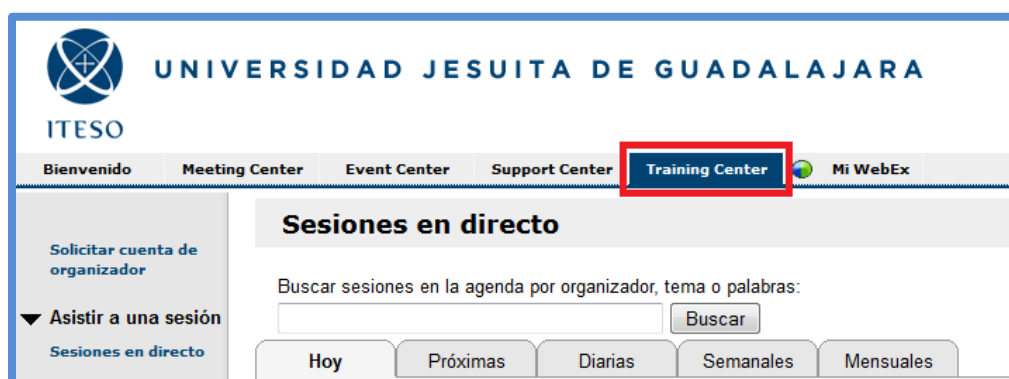 UNIVERSIDAD JESUITA DE GUADALAJARA
ITESO
Bienvenido Meeting Center Event Center Support Center Training Center Mi WebEx
Sesiones en directo
Solicitar cuenta de
organizador
Buscar sesiones en la agenda por organizador, tema o palabras:
Buscar
Asistir a una sesión
Sesiones en directo
Hoy Próximas Diarias Semanales Mensuales